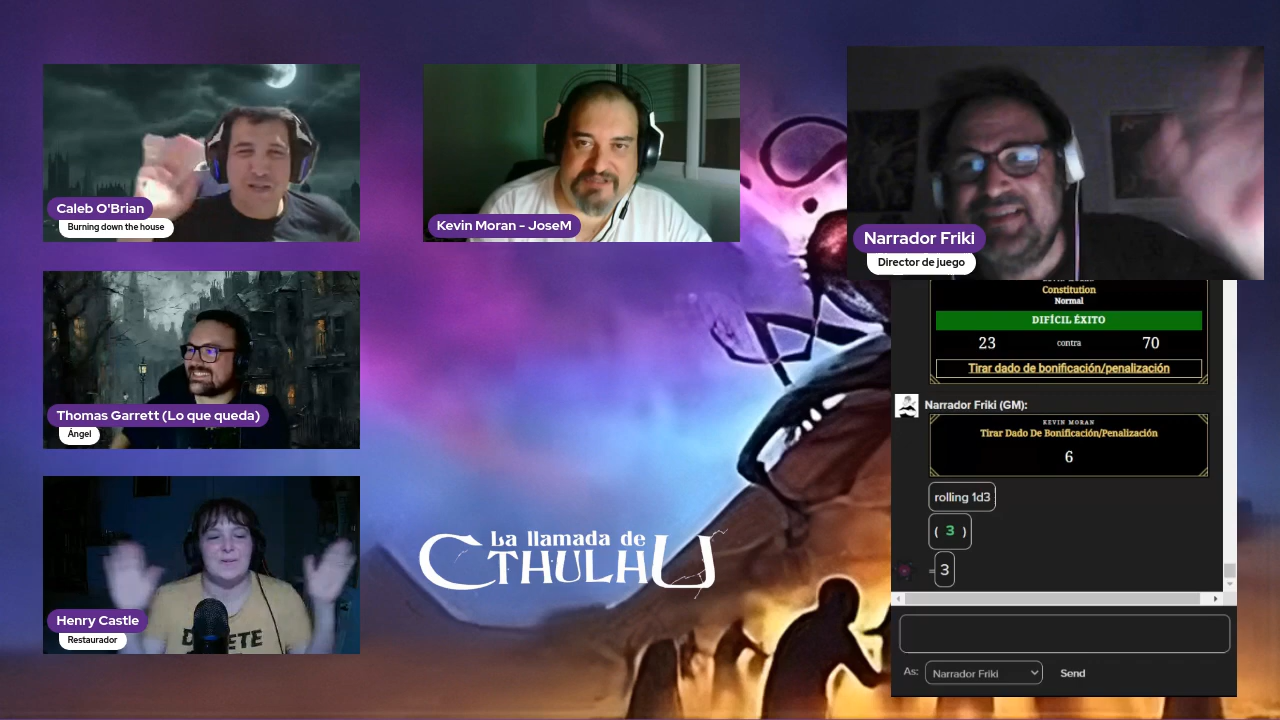 Caleb O'Brian
Burning down the house
Kevin Moran - JoseM
Narrador Friki
Director de juego
Thomas Garrett (Lo que queda)
Ángel
Henry Castle
Restaurador
La llamada de
CTHULHU
Constitution
Normal
DIFÍCIL ÉXITO
23 contra 70
Tirar dado de bonificación/penalización
Narrador Friki (GM):
KEVIN MORAN
Tirar Dado De Bonificación/Penalización
6
rolling 1d3
( 3 )
=3
As: Narrador Friki Send